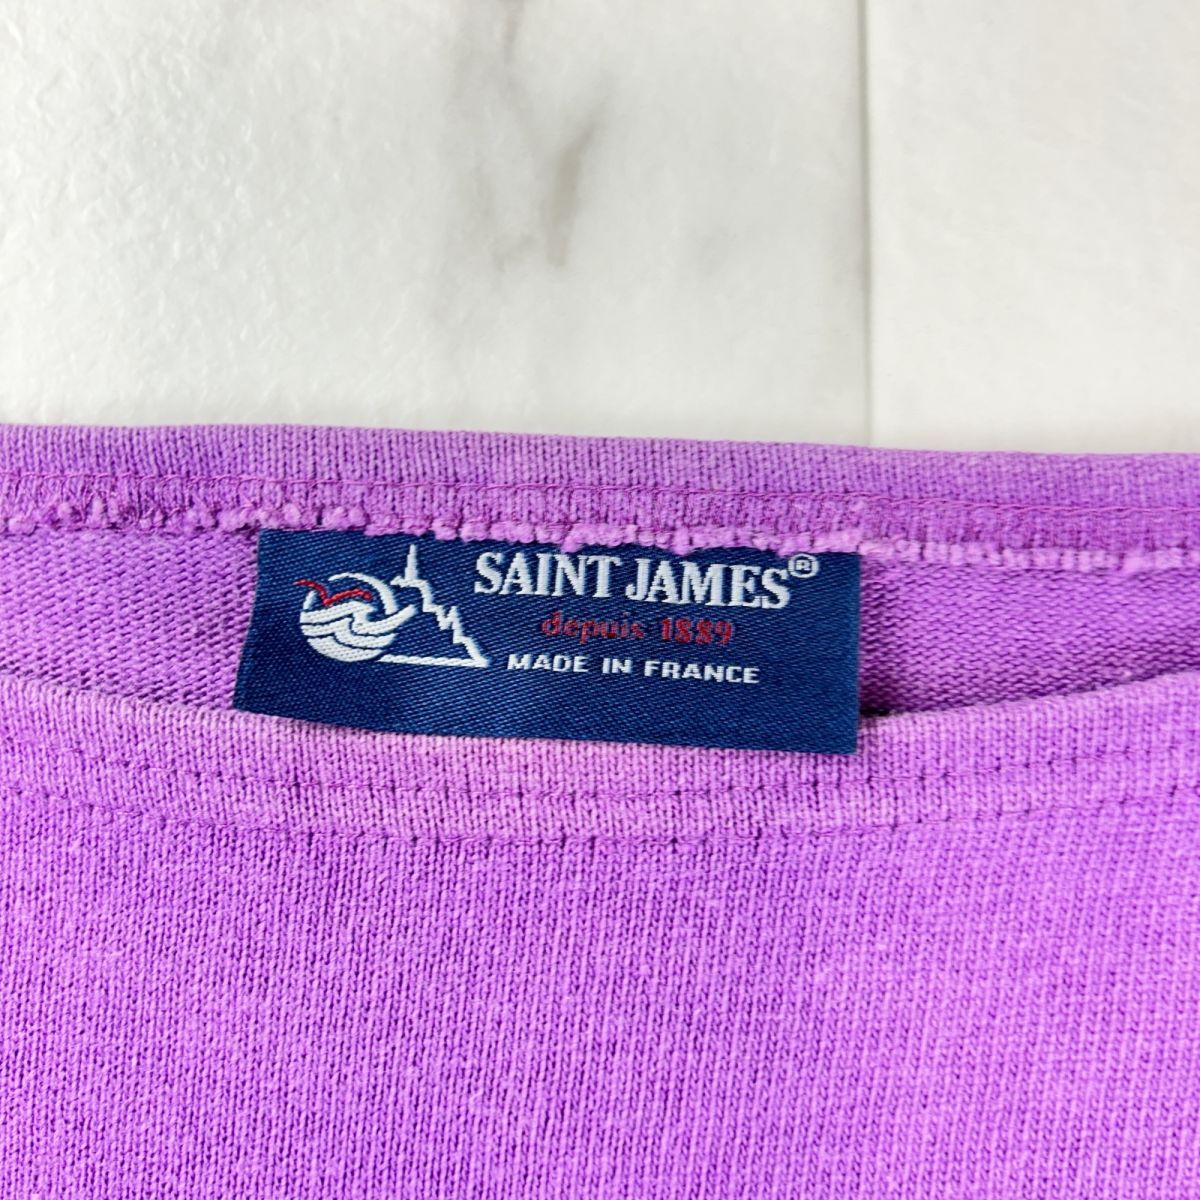 SAINT JAMES®
depuis 1889
MADE IN FRANCE